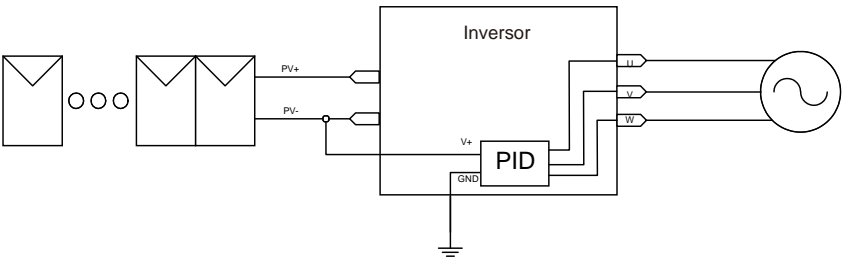 Inversor
PV+
PV-
U
V
W
V+
PID
GND